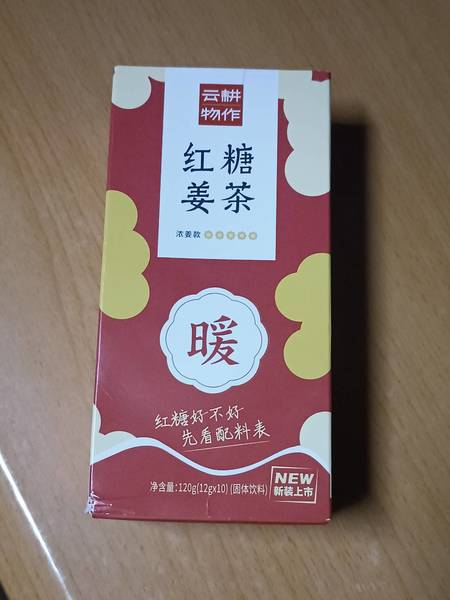 云耕
物作
红糖
姜茶
浓姜款
暖
红糖好不好
先看配料表
净含量:120g(12gx10) (固体饮料)
NEW
新装上市